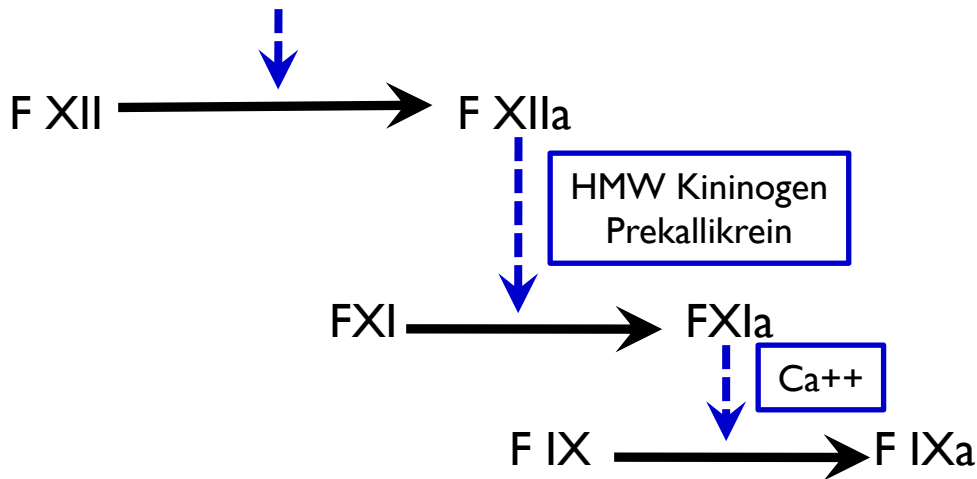 F XII
F XIIa
HMW Kininogen
Prekallikrein
FXI
FXIa
Ca++
F IX
F IXa